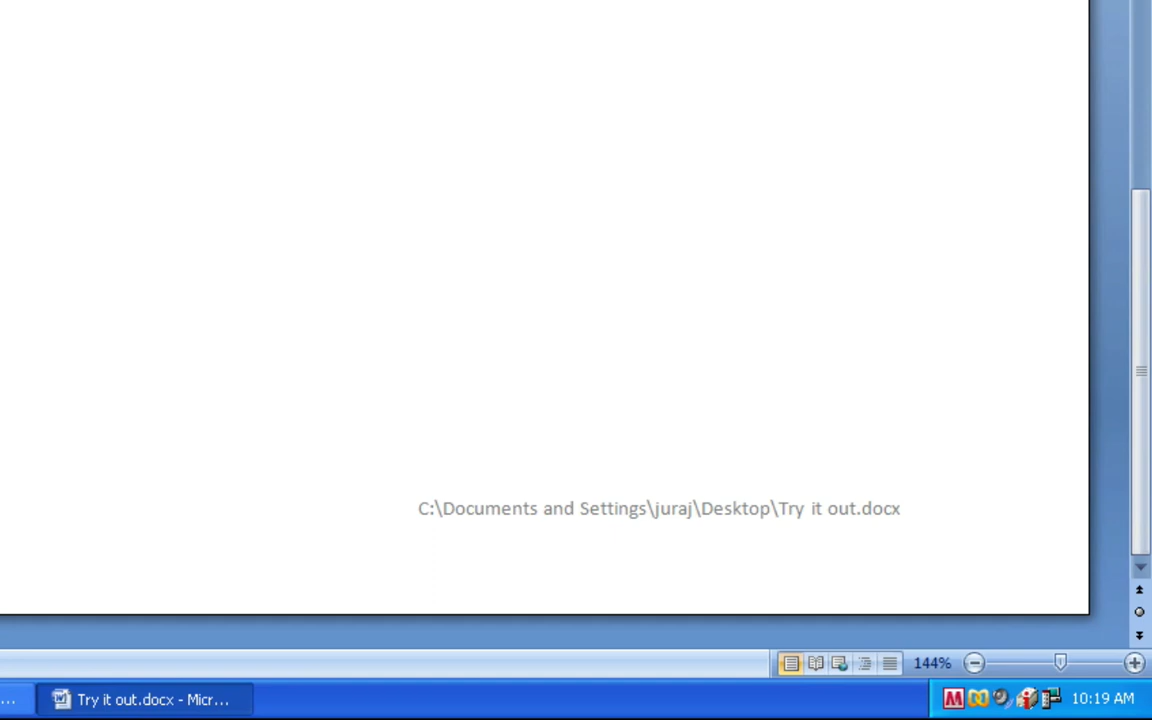 C:\Documents and Settings\juraj\Desktop\Try it out.docx
144%
... Try it out.docx - Micr... 10:19 AM